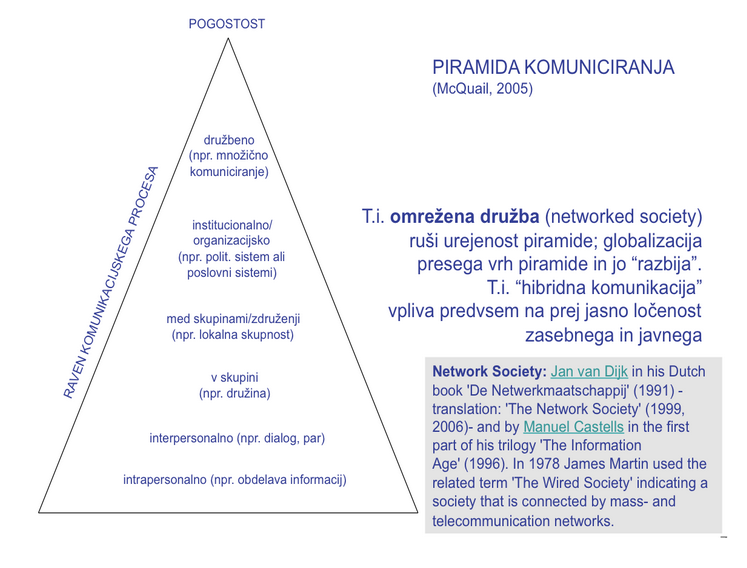 POGOSTOST
PIRAMIDA KOMUNICIRANJA
(McQuail, 2005)
RAVEN KOMUNIKACIJSKEGA PROCESA
družbeno
(npr. množično
komuniciranje)
institucionalno/
organizacijsko
(npr. polit. sistem ali
poslovni sistemi)
med skupinami/združenji
(npr. lokalna skupnost)
v skupini
(npr. družina)
interpersonalno (npr. dialog, par)
intrapersonalno (npr. obdelava informacij)
T.i. omrežena družba (networked society)
ruši urejenost piramide; globalizacija
presega vrh piramide in jo “razbija”.
T.i. “hibridna komunikacija”
vpliva predvsem na prej jasno ločenost
zasebnega in javnega
Network Society: Jan van Dijk in his Dutch
book 'De Netwerkmaatschappij' (1991) -
translation: 'The Network Society' (1999,
2006)- and by Manuel Castells in the first
part of his trilogy 'The Information
Age' (1996). In 1978 James Martin used the
related term 'The Wired Society' indicating a
society that is connected by mass- and
telecommunication networks.